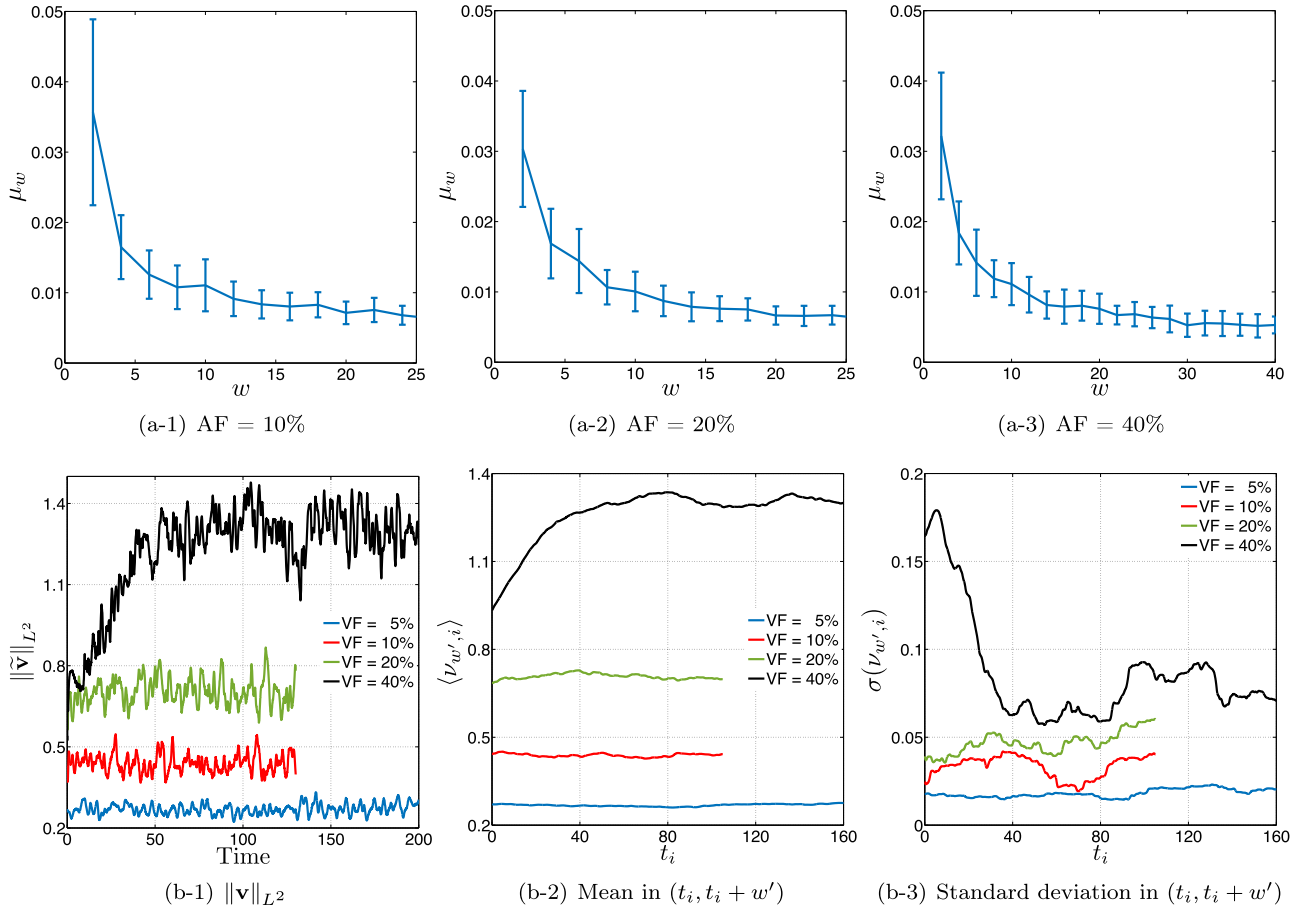 0.05
0.04
0.03
0.02
0.01
0
μ_w
0 5 10 15 20 25
w
(a-1) AF = 10%
0.05
0.04
0.03
0.02
0.01
0
μ_w
0 5 10 15 20 25
w
(a-2) AF = 20%
0.05
0.04
0.03
0.02
0.01
0
μ_w
0 10 20 30 40
w
(a-3) AF = 40%
1.4
1.1
0.8
0.5
0.2
‖ṽ‖_{L²}
VF = 5%
VF = 10%
VF = 20%
VF = 40%
0 50 100 150 200
Time
(b-1) ‖v‖_{L²}
1.4
1.1
0.8
0.5
0.2
⟨ν_{w′,i}⟩
VF = 5%
VF = 10%
VF = 20%
VF = 40%
0 40 80 120 160
t_i
(b-2) Mean in (t_i, t_i + w′)
0.2
0.15
0.1
0.05
0
σ(ν_{w′,i})
VF = 5%
VF = 10%
VF = 20%
VF = 40%
0 40 80 120 160
t_i
(b-3) Standard deviation in (t_i, t_i + w′)